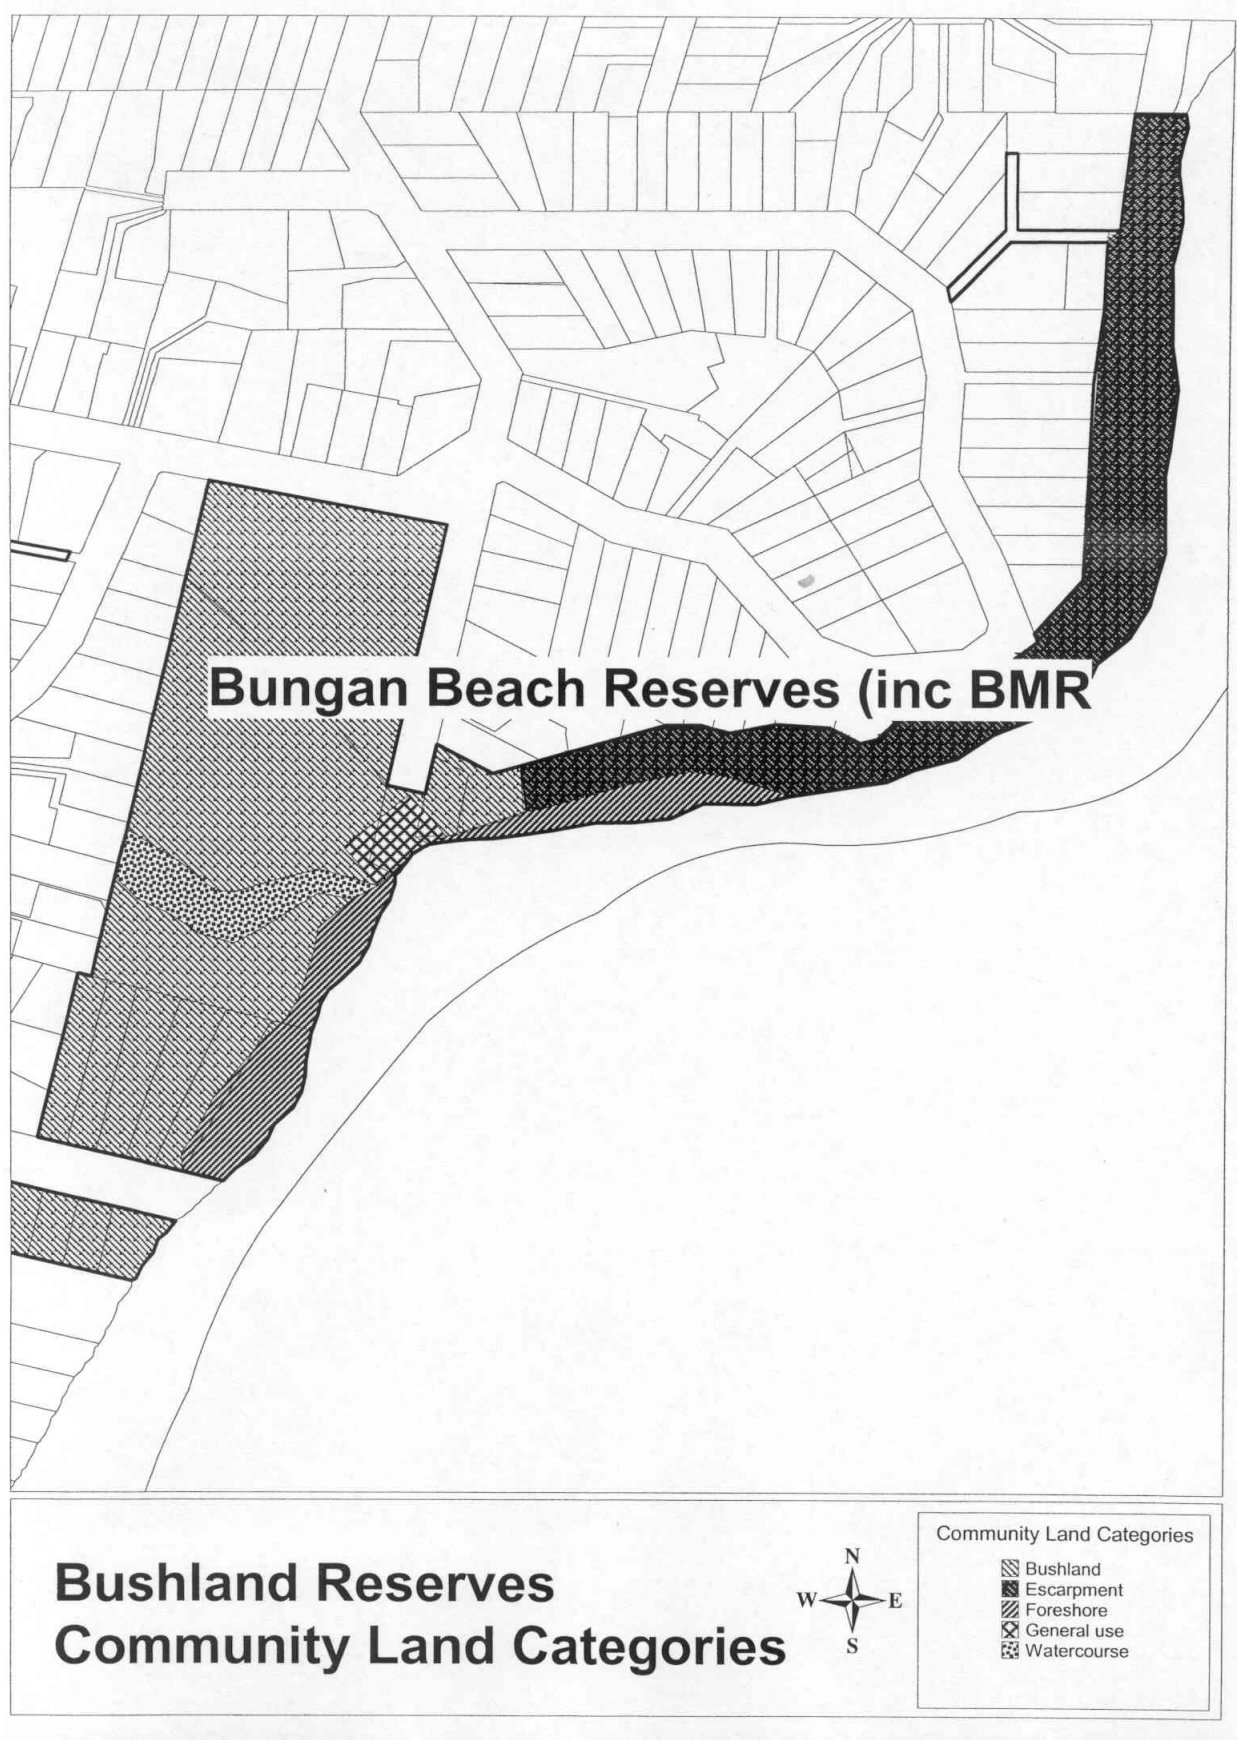 Bungan Beach Reserves (inc BMR
Bushland Reserves
Community Land Categories
N
W
E
S
Community Land Categories
Bushland
Escarpment
Foreshore
General use
Watercourse